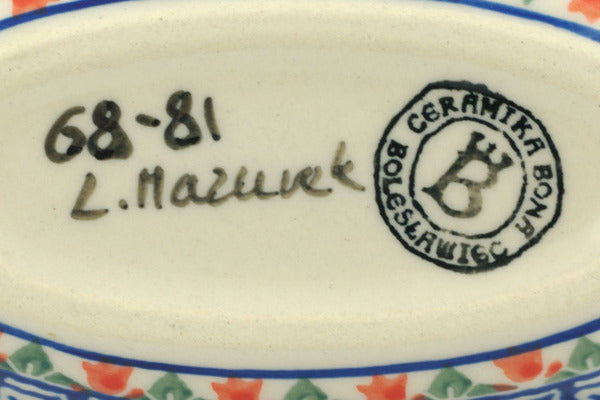 68-81
L. Mazurek
CERAMIKA BONA
BOLESŁAWIEC
B